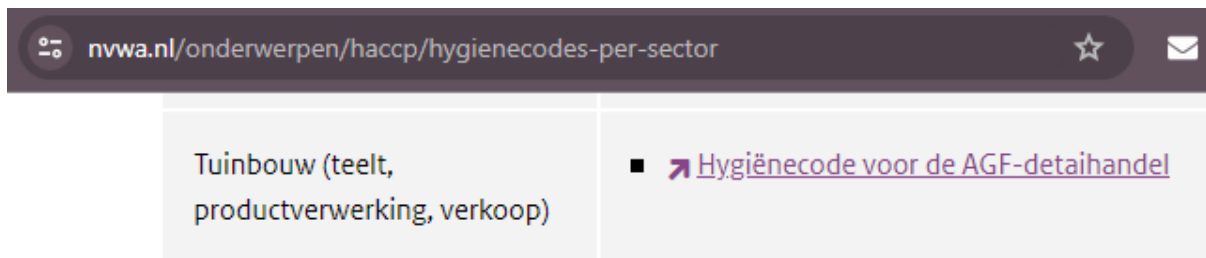 nvwa.nl/onderwerpen/haccp/hygienecodes-per-sector
Tuinbouw (teelt,
productverwerking, verkoop)
Hygiënecode voor de AGF-detaihandel